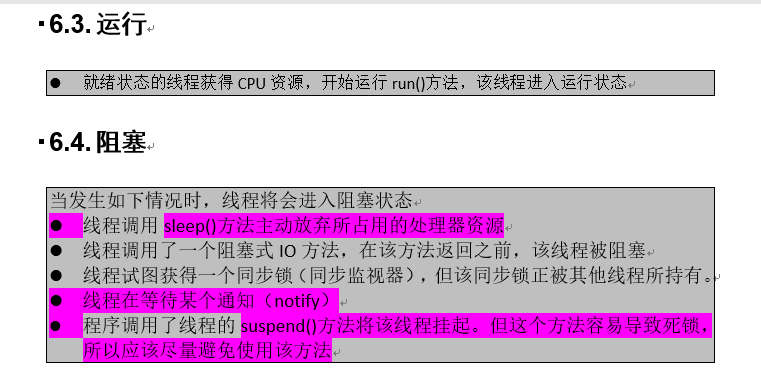 6.3. 运行
● 就绪状态的线程获得 CPU 资源，开始运行 run()方法，该线程进入运行状态
6.4. 阻塞
当发生如下情况时，线程将会进入阻塞状态
● 线程调用 sleep()方法主动放弃所占用的处理器资源
● 线程调用了一个阻塞式 IO 方法，在该方法返回之前，该线程被阻塞
● 线程试图获得一个同步锁（同步监视器），但该同步锁正被其他线程所持有。
● 线程在等待某个通知（notify）
● 程序调用了线程的 suspend()方法将该线程挂起。但这个方法容易导致死锁，
所以应该尽量避免使用该方法